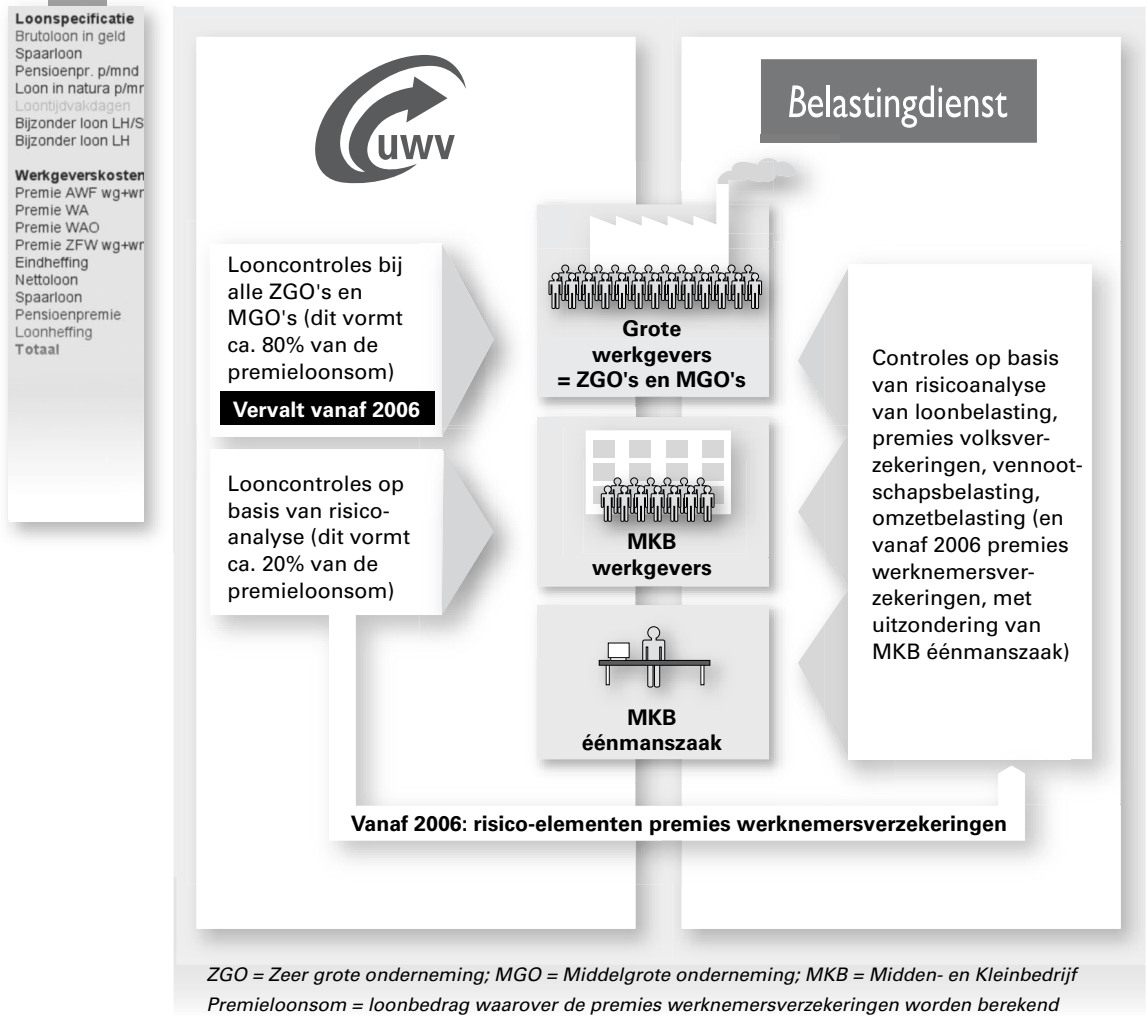 Loonspecificatie
Brutoloon in geld
Spaarloon
Pensioenpr. p/mnd
Loon in natura p/mr
Loontijdvakdagen
Bijzonder loon LH/S
Bijzonder loon LH
Werkgeverskosten
Premie AWF wg+wr
Premie WA
Premie WAO
Premie ZFW wg+wr
Eindheffing
Nettoloon
Spaarloon
Pensioenpremie
Loonheffing
Totaal
uwv
Belastingdienst
Looncontroles bij
alle ZGO's en
MGO's (dit vormt
ca. 80% van de
premieloonsom)
Vervalt vanaf 2006
Looncontroles op
basis van risico-
analyse (dit vormt
ca. 20% van de
premieloonsom)
Grote
werkgevers
= ZGO's en MGO's
MKB
werkgevers
MKB
éénmanszaak
Controles op basis
van risicoanalyse
van loonbelasting,
premies volksver-
zekeringen, vennoot-
schapsbelasting,
omzetbelasting (en
vanaf 2006 premies
werknemersver-
zekeringen, met
uitzondering van
MKB éénmanszaak)
Vanaf 2006: risico-elementen premies werknemersverzekeringen
ZGO = Zeer grote onderneming; MGO = Middelgrote onderneming; MKB = Midden- en Kleinbedrijf
Premieloonsom = loonbedrag waarover de premies werknemersverzekeringen worden berekend